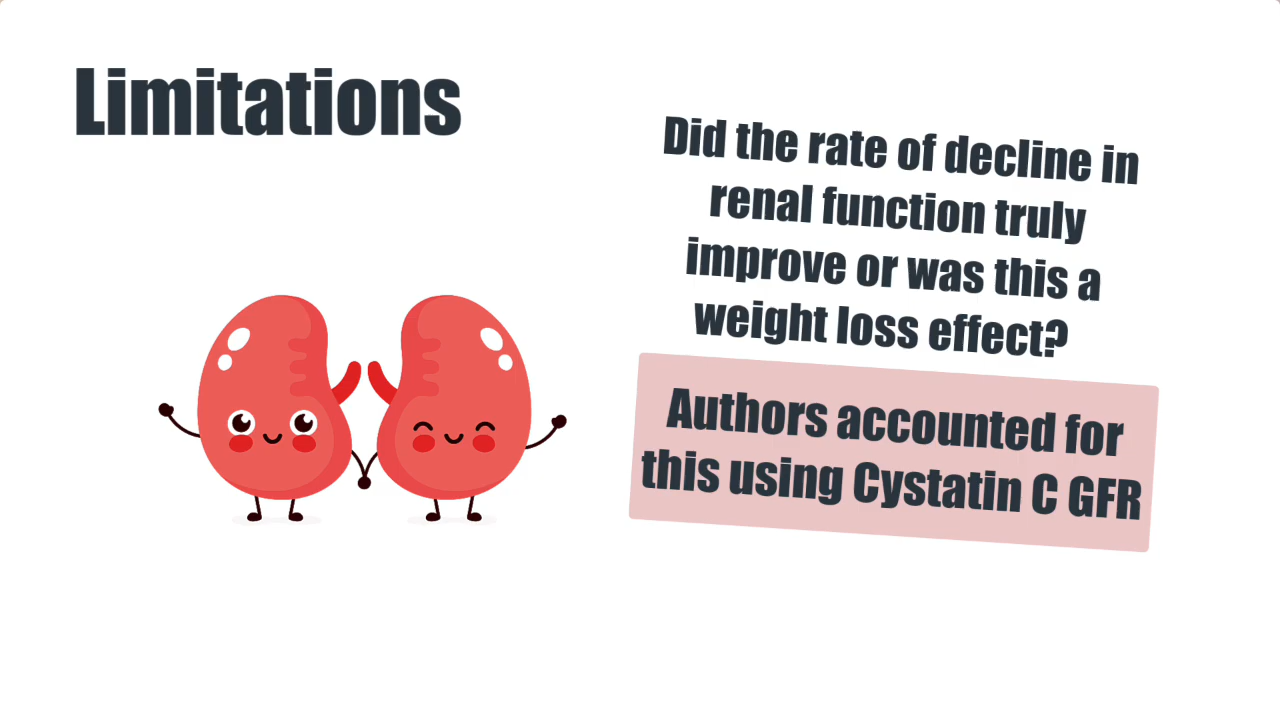 Limitations
Did the rate of decline in
renal function truly
improve or was this a
weight loss effect?
Authors accounted for
this using Cystatin C GFR